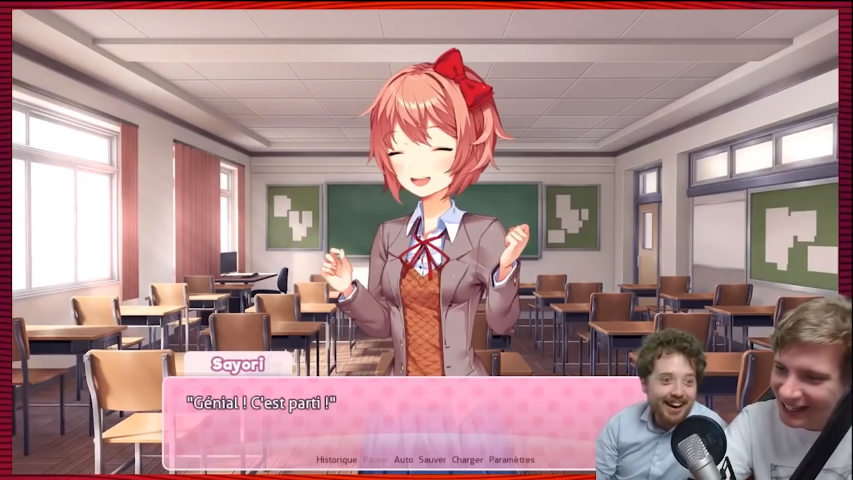 Sayori
"Génial ! C'est parti !"
Historique Passer Auto Sauver Charger Paramètres